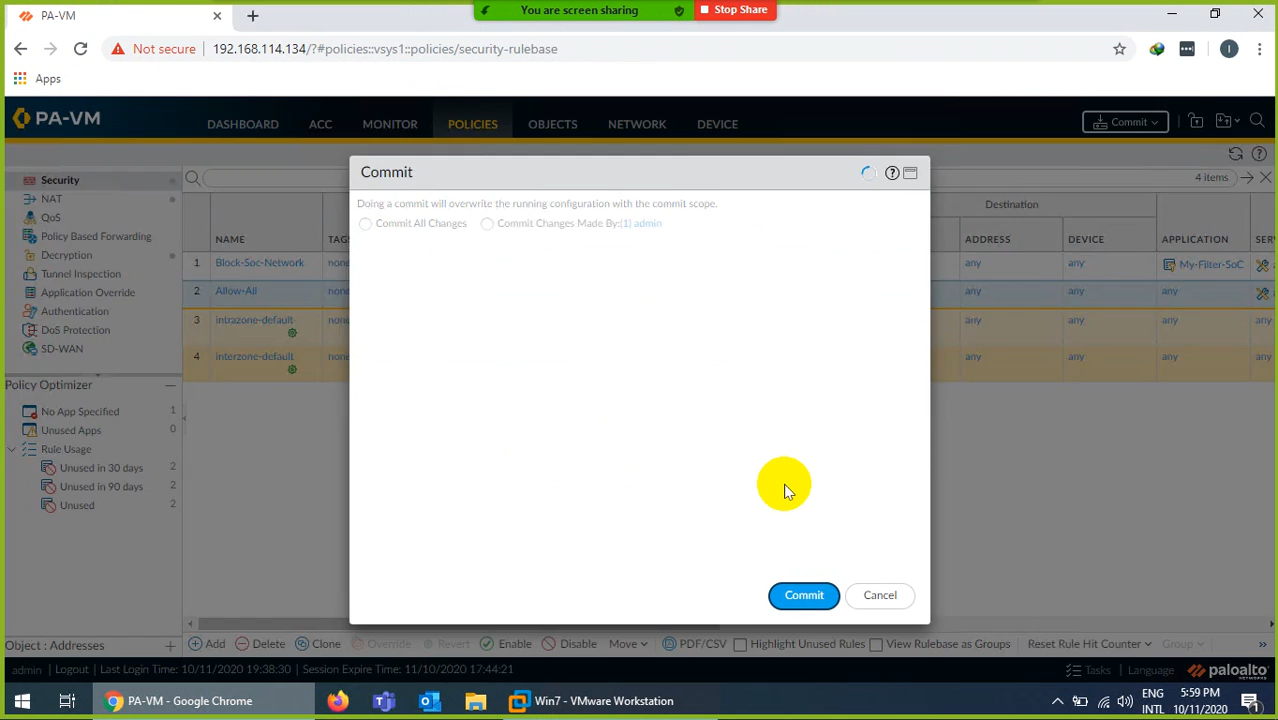 PA-VM
You are screen sharing
Stop Share
Not secure
192.168.114.134/?#policies::vsys1::policies/security-rulebase
I
Apps
PA-VM
DASHBOARD
ACC
MONITOR
POLICIES
OBJECTS
NETWORK
DEVICE
Commit
Security
NAT
QoS
Policy Based Forwarding
Decryption
Tunnel Inspection
Application Override
Authentication
DoS Protection
SD-WAN
Policy Optimizer
No App Specified 1
Unused Apps 0
Rule Usage
Unused in 30 days 2
Unused in 90 days 2
Unused 2
Object : Addresses
4 items
Destination
NAME TAGS ADDRESS DEVICE APPLICATION SER
1 Block-Soc-Network none any any My-Filter-SoC
2 Allow-All none any any any
3 intrazone-default none any any any
4 interzone-default none any any any
Commit
Doing a commit will overwrite the running configuration with the commit scope.
Commit All Changes Commit Changes Made By:(1) admin
Commit Cancel
Add Delete Clone Override Revert Enable Disable Move PDF/CSV Highlight Unused Rules View Rulebase as Groups Reset Rule Hit Counter Group
admin | Logout | Last Login Time: 10/11/2020 19:38:30 | Session Expire Time: 11/10/2020 17:44:21
Tasks | Language paloalto NETWORKS
PA-VM - Google Chrome
Win7 - VMware Workstation
ENG INTL
5:59 PM
10/11/2020
1